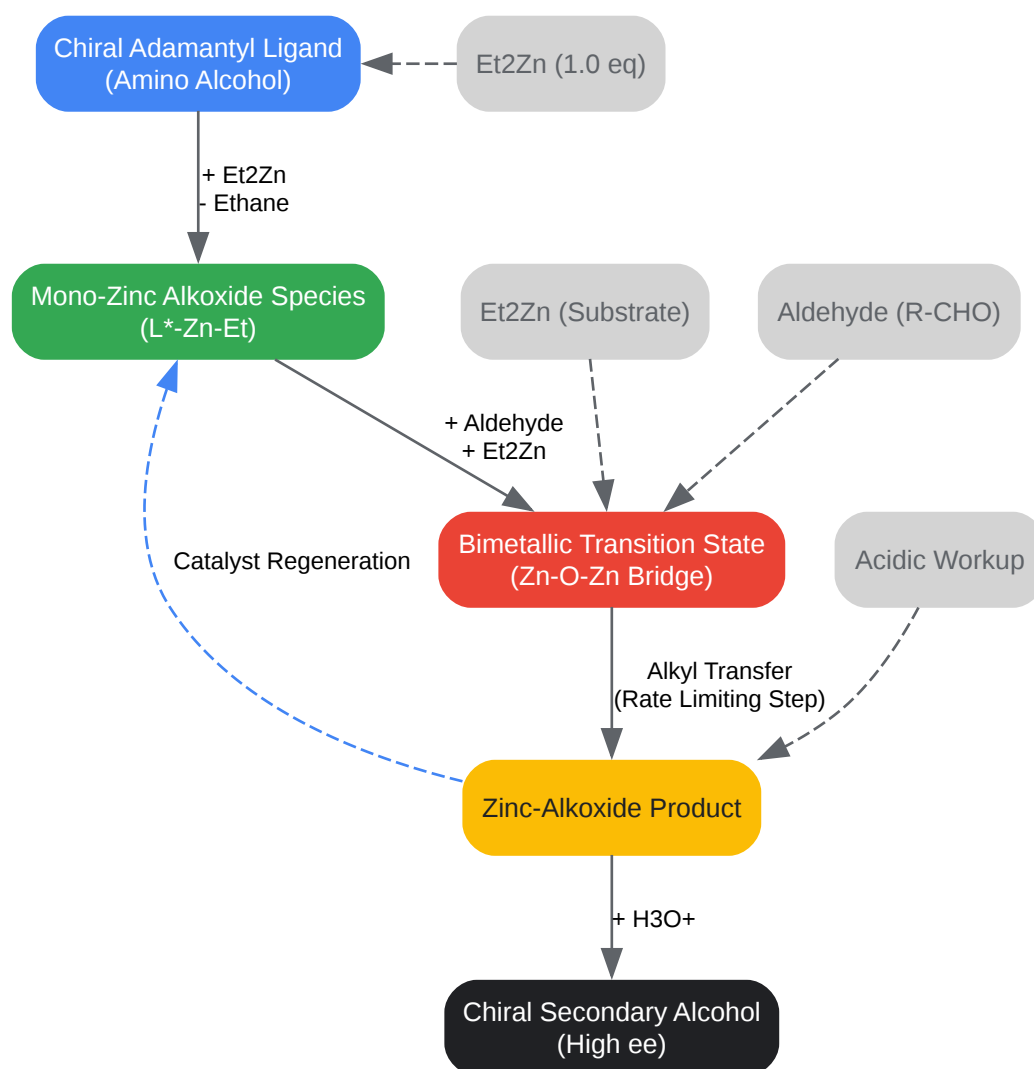 Chiral Adamantyl Ligand
(Amino Alcohol)
Et2Zn (1.0 eq)
+ Et2Zn
- Ethane
Mono-Zinc Alkoxide Species
(L*-Zn-Et)
Et2Zn (Substrate)
Aldehyde (R-CHO)
+ Aldehyde
+ Et2Zn
Bimetallic Transition State
(Zn-O-Zn Bridge)
Acidic Workup
Catalyst Regeneration
Alkyl Transfer
(Rate Limiting Step)
Zinc-Alkoxide Product
+ H3O+
Chiral Secondary Alcohol
(High ee)